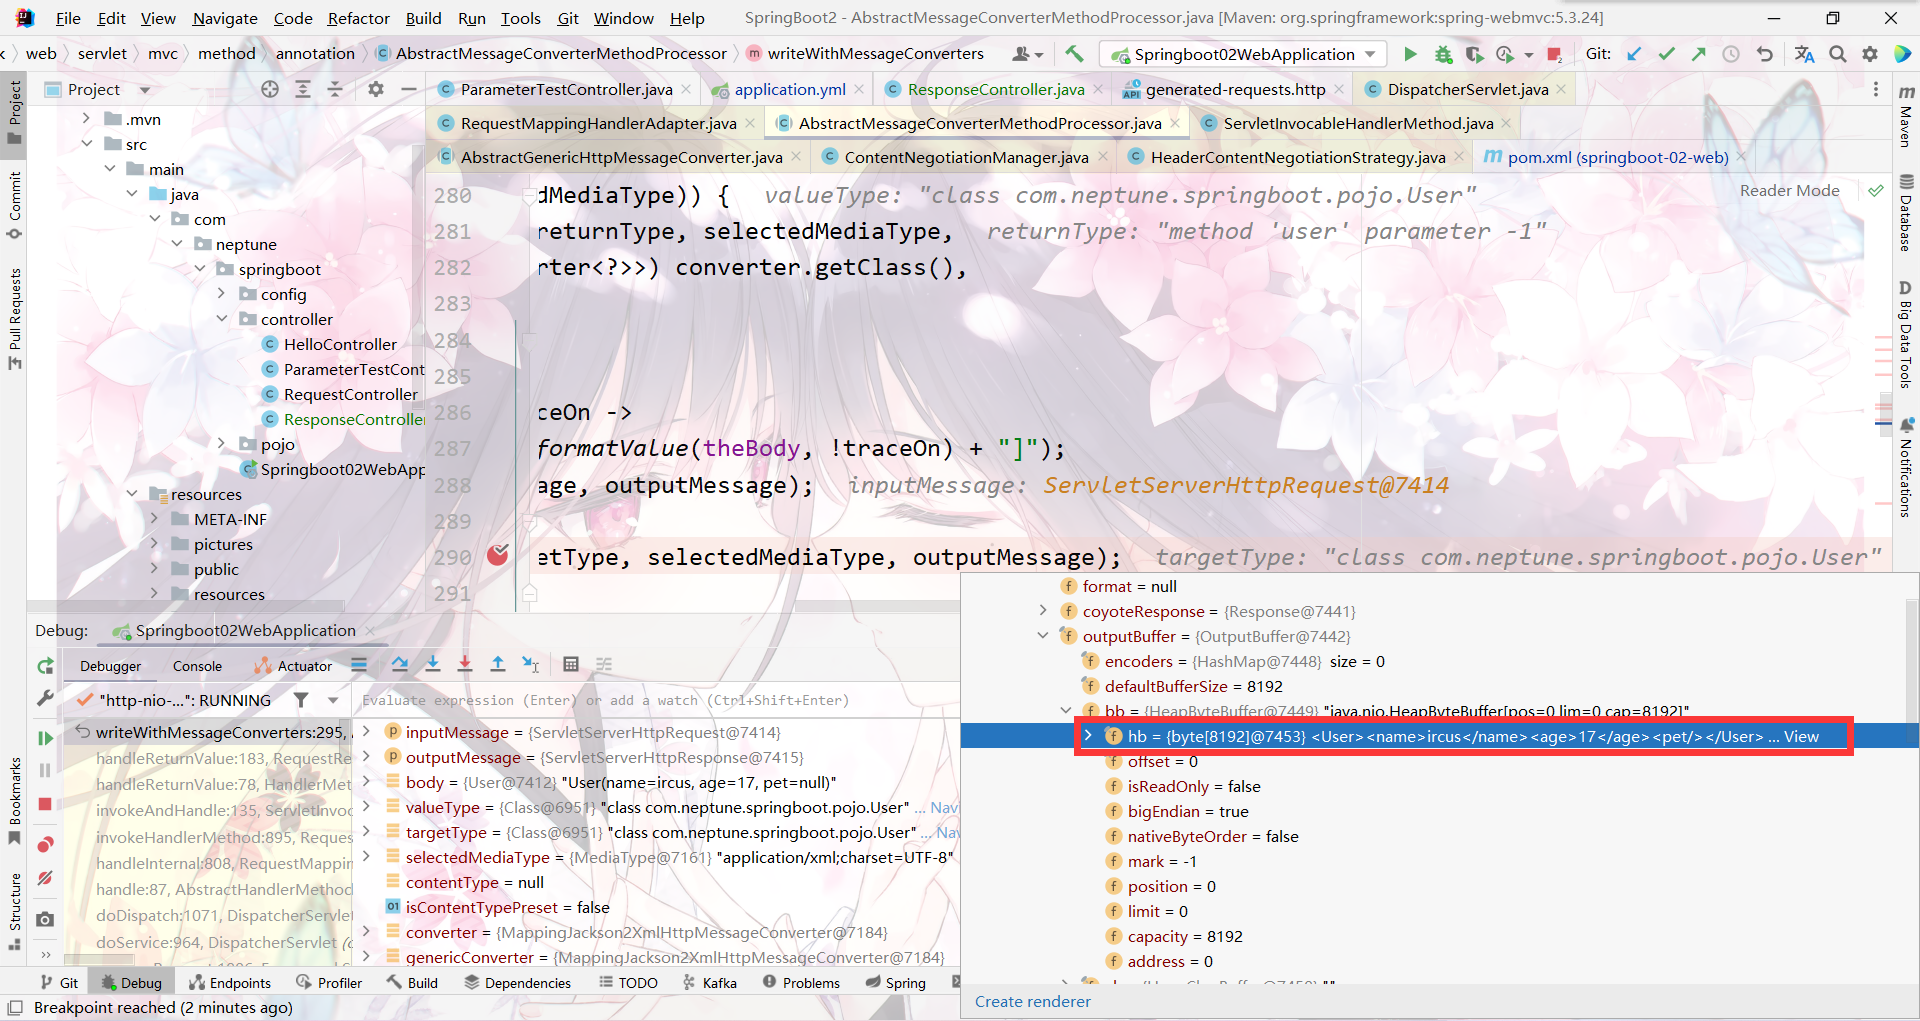 File Edit View Navigate Code Refactor Build Run Tools Git Window Help SpringBoot2 - AbstractMessageConverterMethodProcessor.java [Maven: org.springframework:spring-webmvc:5.3.24]
web servlet mvc method annotation AbstractMessageConverterMethodProcessor writeWithMessageConverters Springboot02WebApplication Git:
Project
ParameterTestController.java application.yml ResponseController.java generated-requests.http DispatcherServlet.java
RequestMappingHandlerAdapter.java AbstractMessageConverterMethodProcessor.java ServletInvocableHandlerMethod.java
AbstractGenericHttpMessageConverter.java ContentNegotiationManager.java HeaderContentNegotiationStrategy.java pom.xml (springboot-02-web)
Project
Commit
Pull Requests
Bookmarks
Structure
.mvn
src
main
java
com
neptune
springboot
config
controller
HelloController
ParameterTestCont
RequestController
ResponseController
pojo
Springboot02WebApp
resources
META-INF
pictures
public
resources
Reader Mode
280 dMediaType)) { valueType: "class com.neptune.springboot.pojo.User"
281 returnType, selectedMediaType, returnType: "method 'user' parameter -1"
282 rter<?>>) converter.getClass(),
283
284
285
286 ceOn ->
287 formatValue(theBody, !traceOn) + "]");
288 age, outputMessage); inputMessage: ServletServerHttpRequest@7414
289
290 etType, selectedMediaType, outputMessage); targetType: "class com.neptune.springboot.pojo.User"
291
Maven
Database
Big Data Tools
Notifications
Debug: Springboot02WebApplication
Debugger Console Actuator
"http-nio-...": RUNNING
Evaluate expression (Enter) or add a watch (Ctrl+Shift+Enter)
writeWithMessageConverters:295, A
handleReturnValue:183, RequestRe
handleReturnValue:78, HandlerMet
invokeAndHandle:135, ServletInvoc
invokeHandlerMethod:895, Reques
handleInternal:808, RequestMappin
handle:87, AbstractHandlerMethod
doDispatch:1071, DispatcherServlet
doService:964, DispatcherServlet (o
inputMessage = {ServletServerHttpRequest@7414}
outputMessage = {ServletServerHttpResponse@7415}
body = {User@7412} "User(name=ircus, age=17, pet=null)"
valueType = {Class@6951} "class com.neptune.springboot.pojo.User" ... Navi
targetType = {Class@6951} "class com.neptune.springboot.pojo.User" ... Na
selectedMediaType = {MediaType@7161} "application/xml;charset=UTF-8"
contentType = null
isContentTypePreset = false
converter = {MappingJackson2XmlHttpMessageConverter@7184}
genericConverter = {MappingJackson2XmlHttpMessageConverter@7184}
format = null
coyoteResponse = {Response@7441}
outputBuffer = {OutputBuffer@7442}
encoders = {HashMap@7448} size = 0
defaultBufferSize = 8192
bb = {HeapByteBuffer@7449} "java.nio.HeapByteBuffer[pos=0 lim=0 cap=8192]"
hb = {byte[8192]@7453} <User><name>ircus</name><age>17</age><pet/></User> ... View
offset = 0
isReadOnly = false
bigEndian = true
nativeByteOrder = false
mark = -1
position = 0
limit = 0
capacity = 8192
address = 0
Create renderer
Git Debug Endpoints Profiler Build Dependencies TODO Kafka Problems Spring
Breakpoint reached (2 minutes ago)